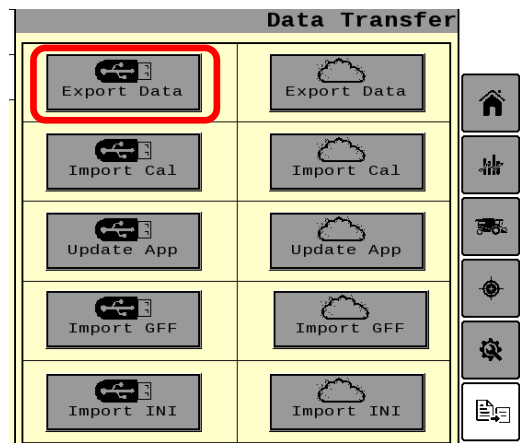 Data Transfer
Export Data Export Data
Import Cal Import Cal
Update App Update App
Import GFF Import GFF
Import INI Import INI